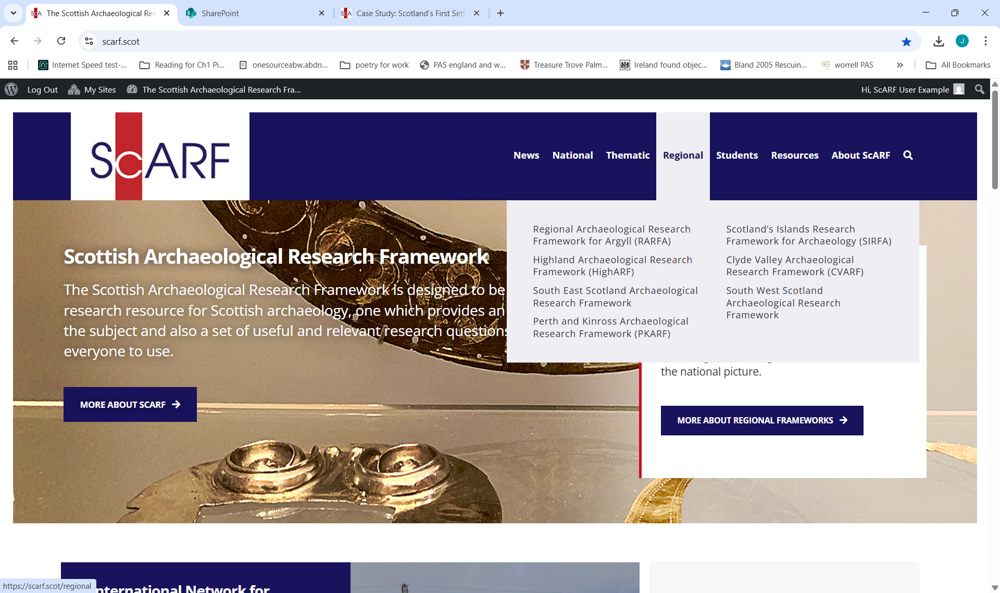 The Scottish Archaeological Res
SharePoint
Case Study: Scotland's First Sett
scarf.scot
J
Internet Speed test-...
Reading for Ch1 Pi...
onesourceabw.abdn...
poetry for work
PAS england and w...
Treasure Trove Palm...
Ireland found objec...
Bland 2005 Rescuin...
worrell PAS
All Bookmarks
Log Out
My Sites
The Scottish Archaeological Research Fra...
Hi, ScARF User Example
ScARF
News
National
Thematic
Regional
Students
Resources
About ScARF
Regional Archaeological Research
Framework for Argyll (RARFA)
Highland Archaeological Research
Framework (HighARF)
South East Scotland Archaeological
Research Framework
Perth and Kinross Archaeological
Research Framework (PKARF)
Scotland's Islands Research
Framework for Archaeology (SIRFA)
Clyde Valley Archaeological
Research Framework (CVARF)
South West Scotland
Archaeological Research
Framework
Scottish Archaeological Research Framework
The Scottish Archaeological Research Framework is designed to be
research resource for Scottish archaeology, one which provides an
the subject and also a set of useful and relevant research questions
everyone to use.
MORE ABOUT SCARF
the national picture.
MORE ABOUT REGIONAL FRAMEWORKS
nternational Network for
https://scarf.scot/regional